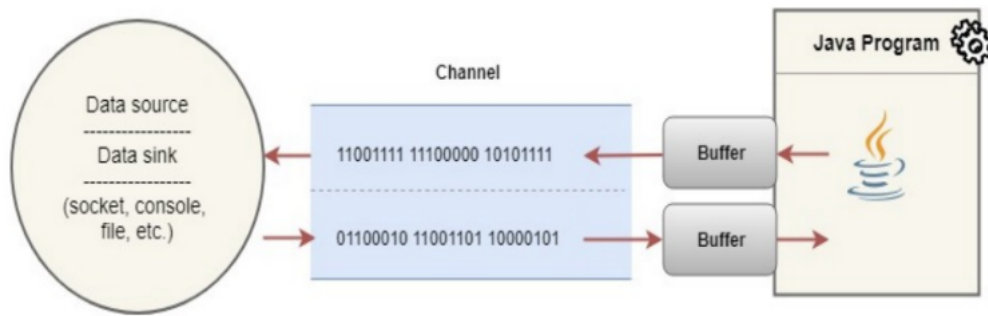 Data source
-----------------
Data sink
-----------------
(socket, console,
file, etc.)
Channel
11001111 11100000 10101111
01100010 11001101 10000101
Buffer
Buffer
Java Program